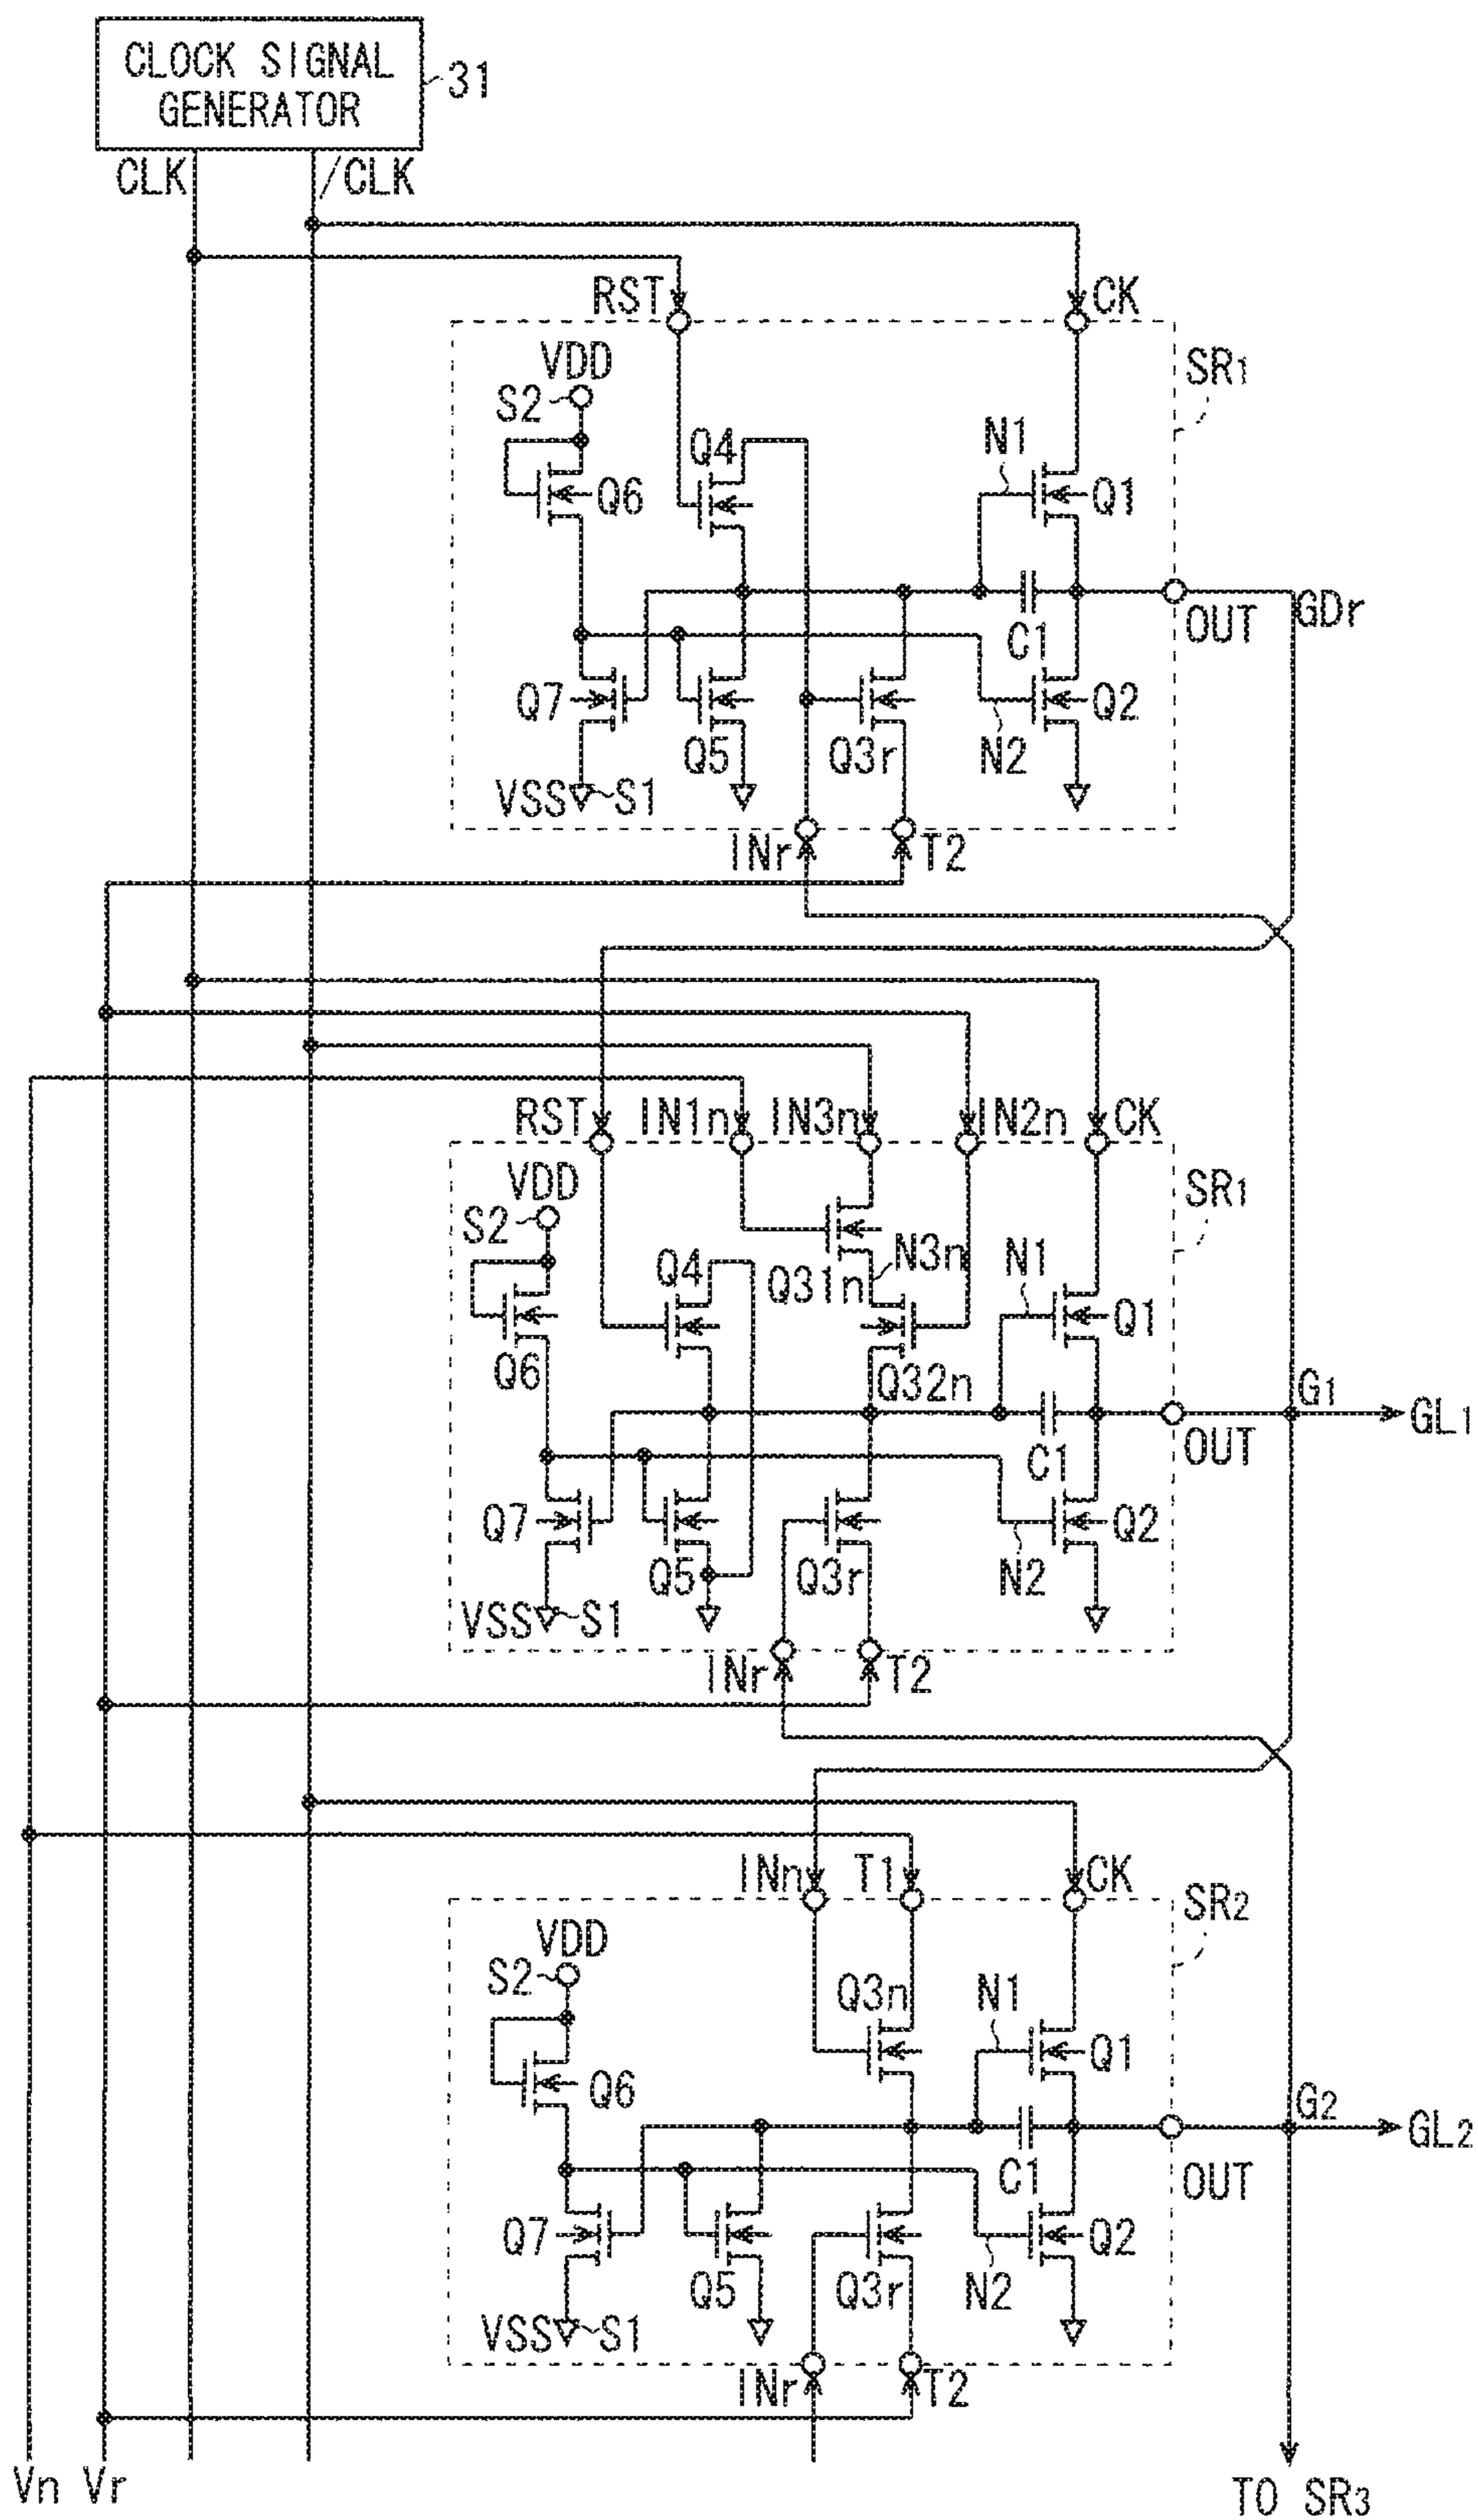 CLOCK SIGNAL
GENERATOR
31
CLK
/CLK
RST
CK
SR1
VDD
S2
Q4
N1
Q6
Q1
OUT
GDr
C1
Q7
Q5
Q3r
N2
Q2
VSS
S1
INr
T2
RST
IN1n
IN3n
IN2n
CK
SR1
VDD
S2
Q4
Q31n
N3n
N1
Q1
Q6
Q32n
G1
GL1
OUT
C1
Q7
Q5
Q3r
N2
Q2
VSS
S1
INr
T2
INn
T1
CK
SR2
VDD
S2
Q3n
N1
Q1
Q6
G2
GL2
OUT
C1
Q7
Q5
Q3r
N2
Q2
VSS
S1
INr
T2
Vn
Vr
TO SR3